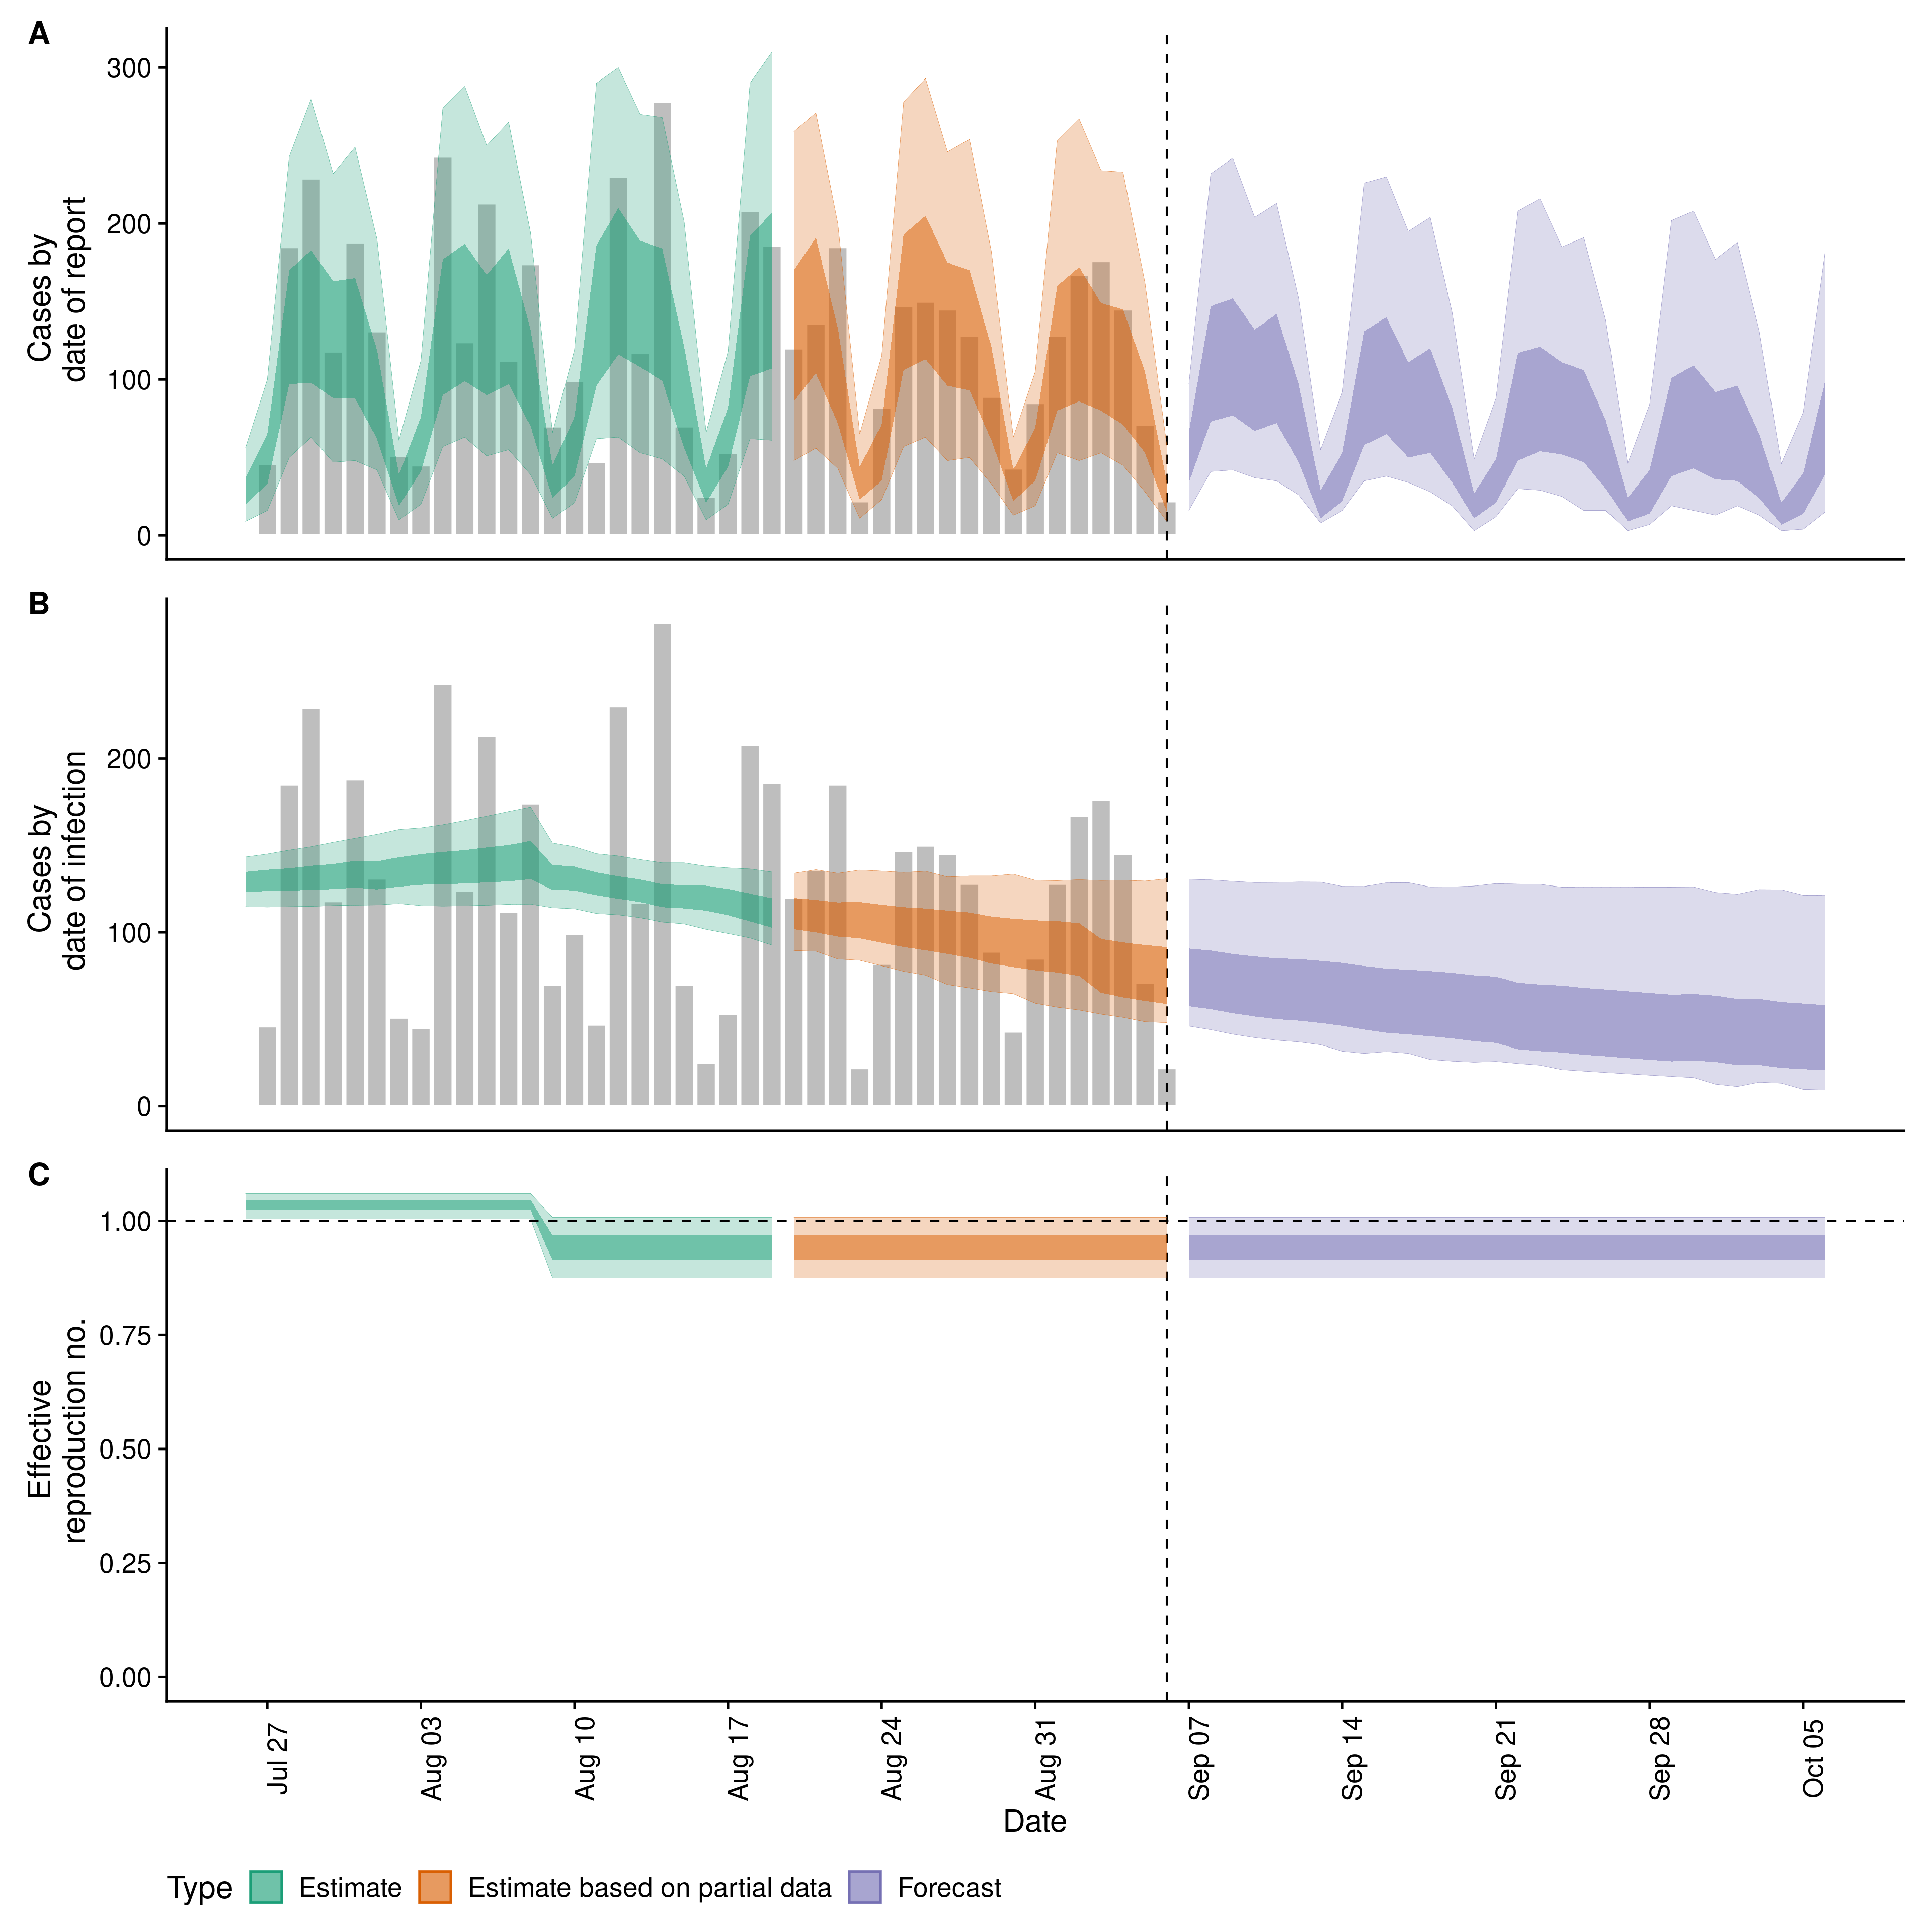 A
Cases by
date of report
300
200
100
0
B
Cases by
date of infection
200
100
0
C
Effective
reproduction no.
1.00
0.75
0.50
0.25
0.00
Jul 27
Aug 03
Aug 10
Aug 17
Aug 24
Aug 31
Sep 07
Sep 14
Sep 21
Sep 28
Oct 05
Date
Type Estimate Estimate based on partial data Forecast